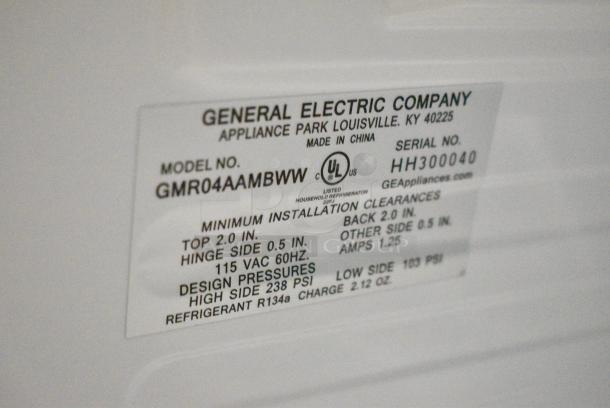 GENERAL ELECTRIC COMPANY
APPLIANCE PARK LOUISVILLE, KY 40225
MADE IN CHINA
MODEL NO.
GMR04AAMBWW
C UL US
LISTED
HOUSEHOLD REFRIGERATOR
SERIAL NO.
HH300040
GEAppliances.com
MINIMUM INSTALLATION CLEARANCES
TOP 2.0 IN. BACK 2.0 IN.
HINGE SIDE 0.5 IN. OTHER SIDE 0.5 IN.
115 VAC 60HZ. AMPS 1.25
DESIGN PRESSURES
HIGH SIDE 238 PSI LOW SIDE 103 PSI
REFRIGERANT R134a CHARGE 2.12 OZ.